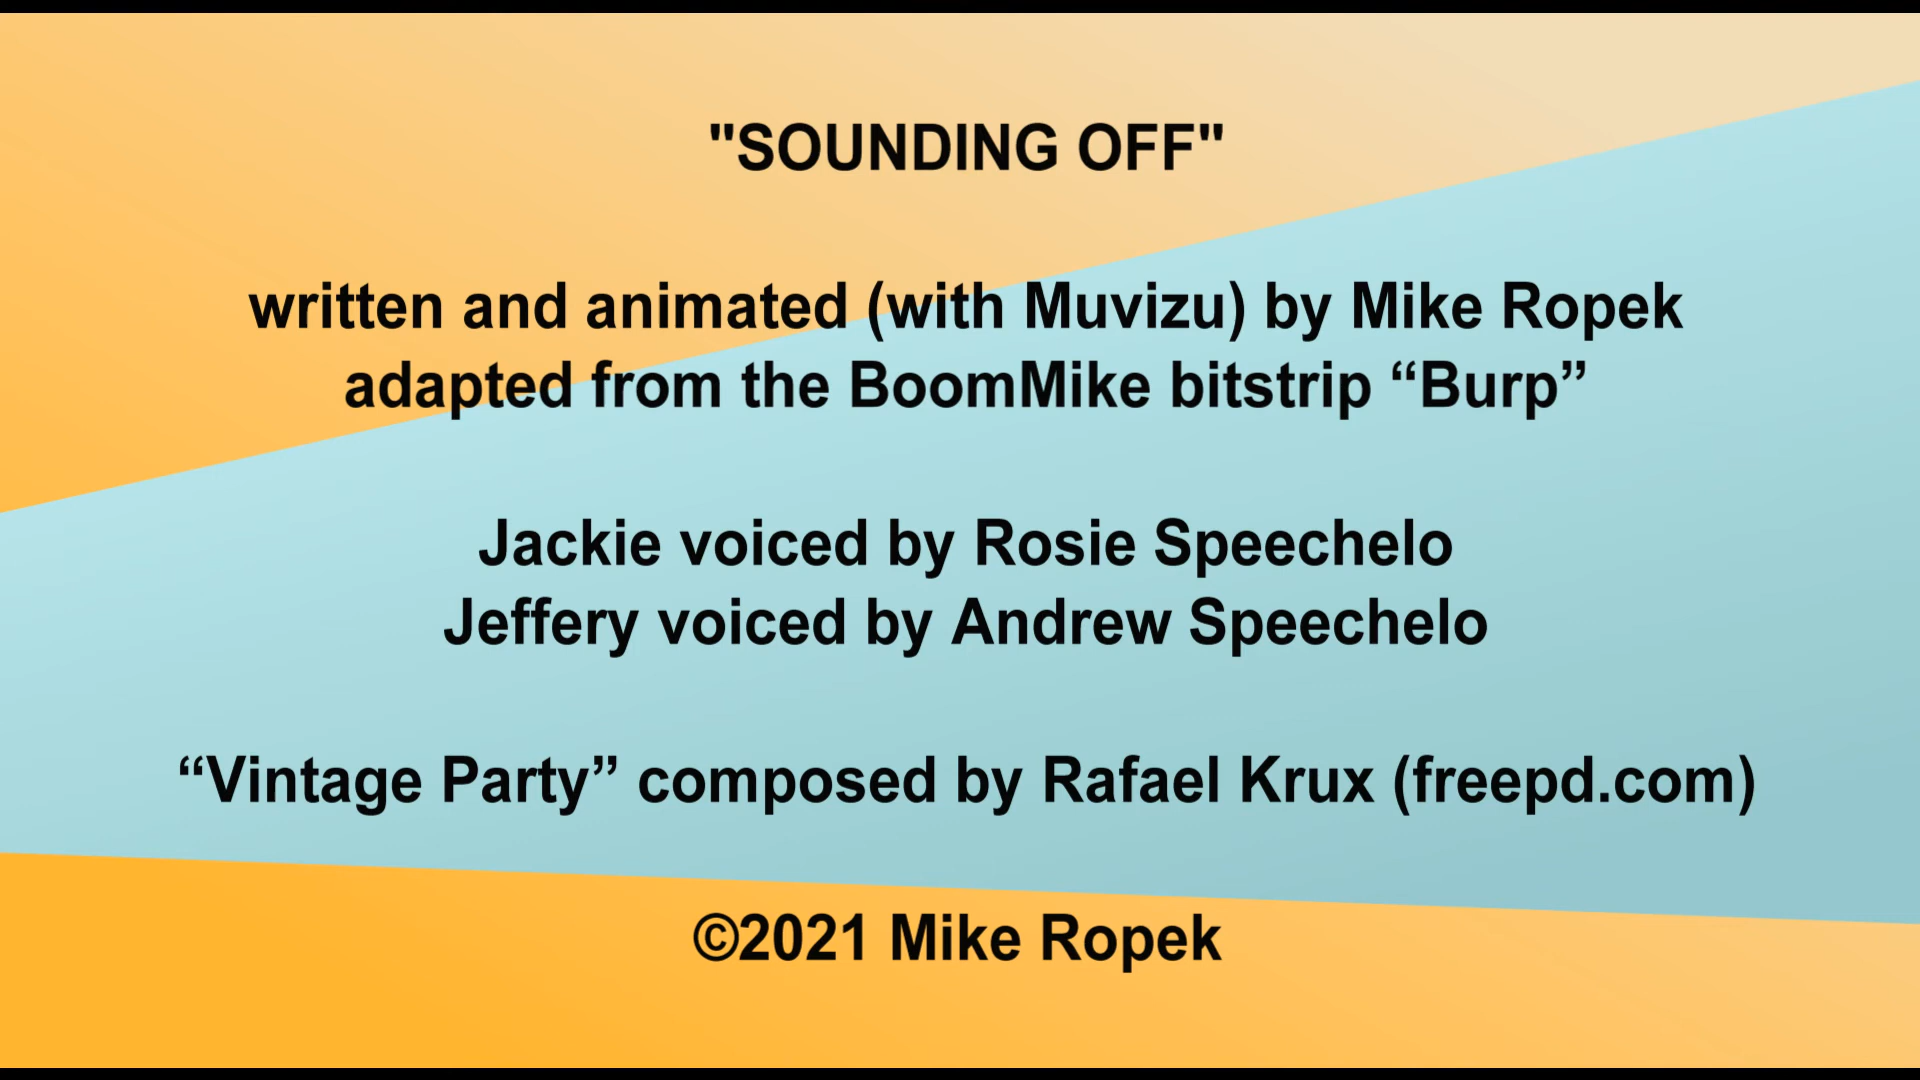 "SOUNDING OFF"
written and animated (with Muvizu) by Mike Ropek
adapted from the BoomMike bitstrip “Burp”
Jackie voiced by Rosie Speechelo
Jeffery voiced by Andrew Speechelo
“Vintage Party” composed by Rafael Krux (freepd.com)
©2021 Mike Ropek